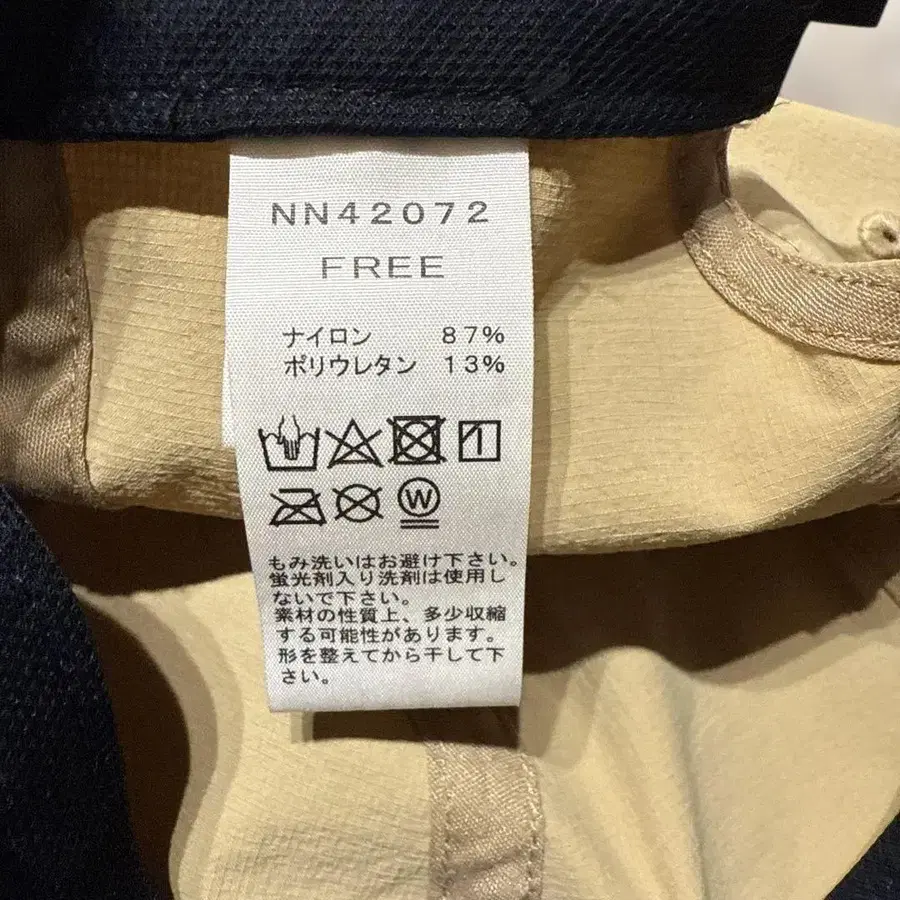 NN42072
FREE
ナイロン 87%
ポリウレタン 13%
1
W
もみ洗いはお避け下さい。
蛍光剤入り洗剤は使用し
ないで下さい。
素材の性質上、多少収縮
する可能性があります。
形を整えてから干して下
さい。